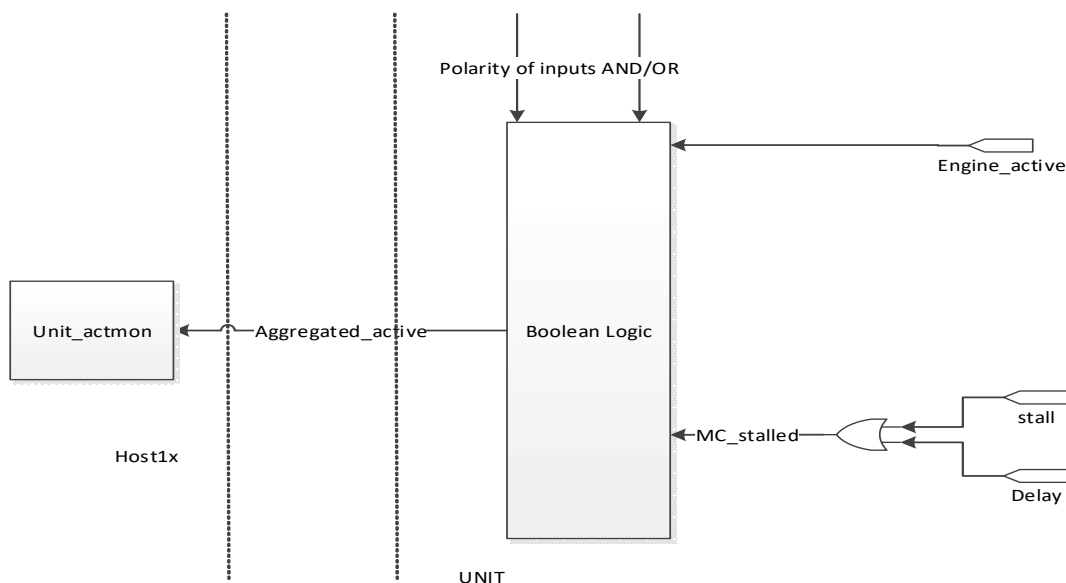 Polarity of inputs AND/OR
Engine_active
Unit_actmon
Aggregated_active
Boolean Logic
stall
MC_stalled
Host1x
Delay
UNIT